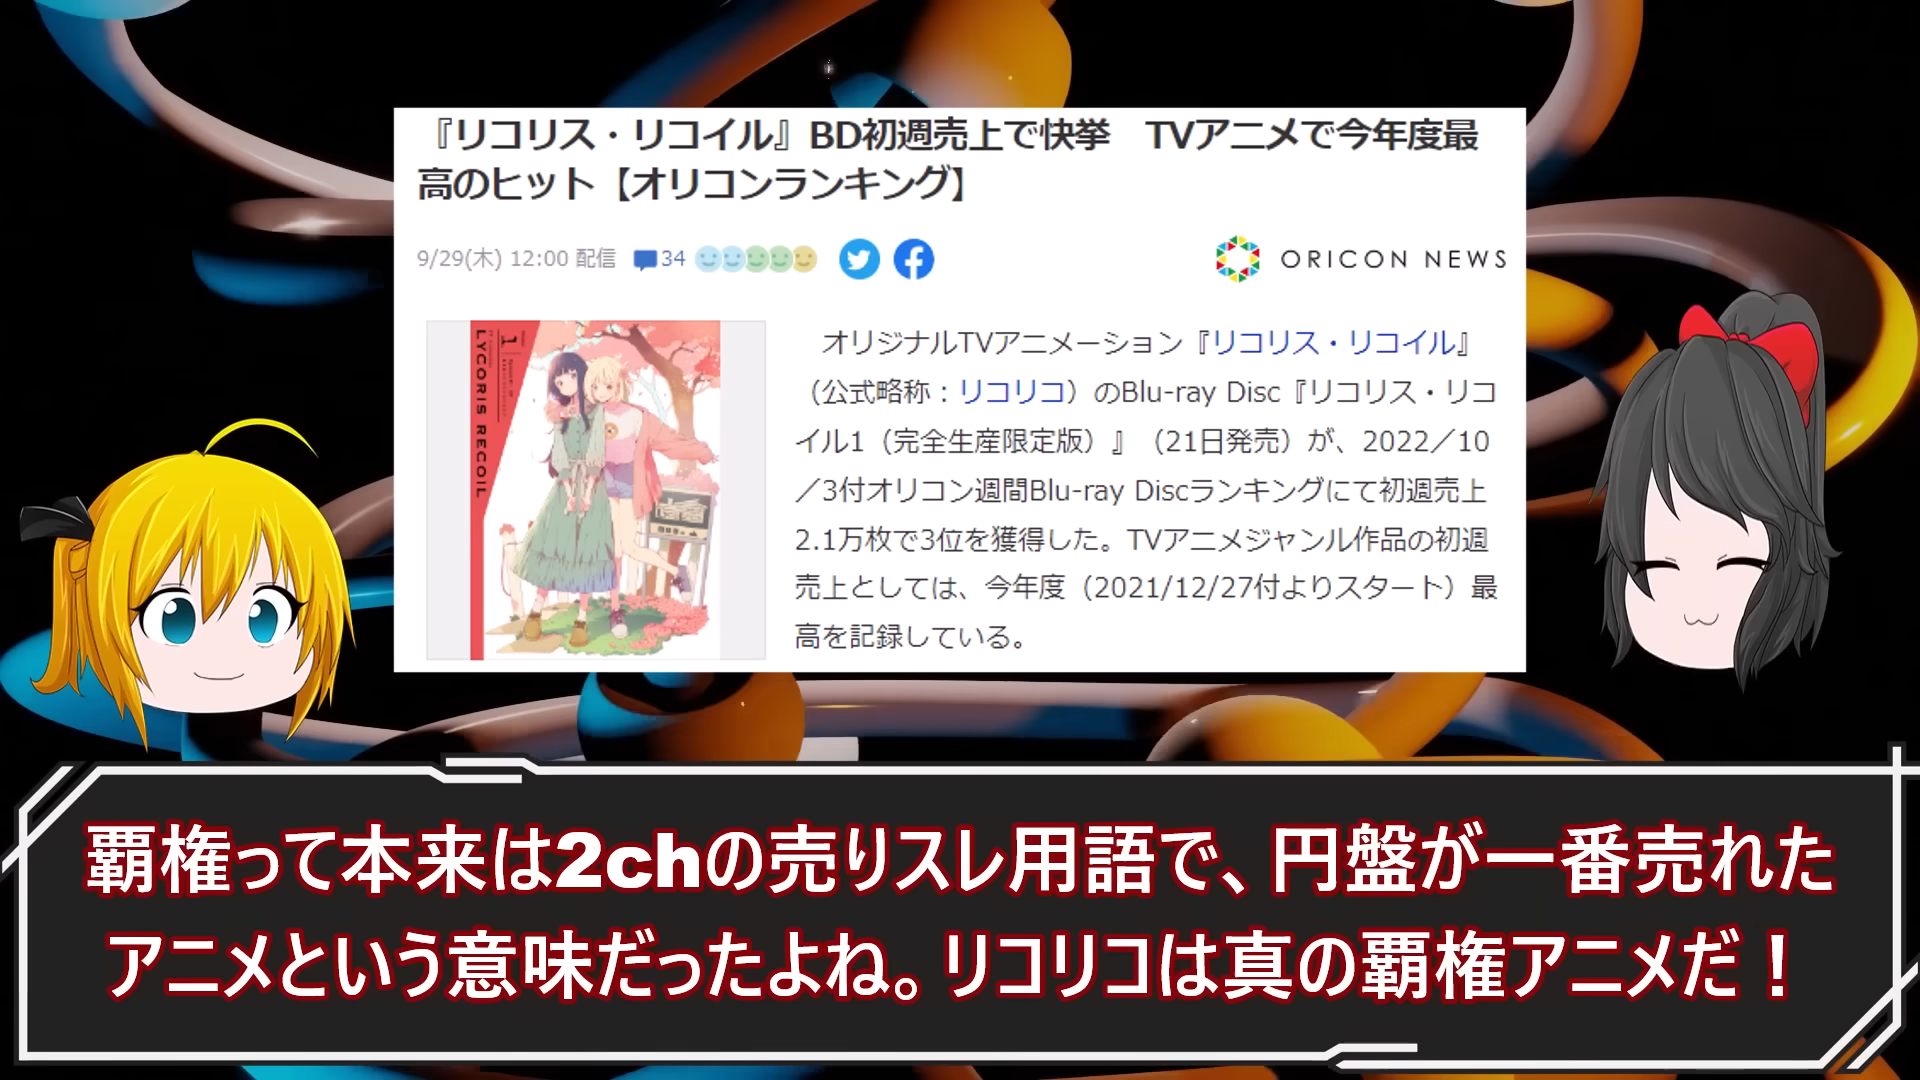 『リコリス・リコイル』BD初週売上で快挙　TVアニメで今年度最
高のヒット【オリコンランキング】
9/29(木) 12:00 配信
34
ORICON NEWS
1
LYCORIS RECOIL
オリジナルTVアニメーション『リコリス・リコイル』
（公式略称：リコリコ）のBlu-ray Disc『リコリス・リコ
イル1（完全生産限定版）』（21日発売）が、2022／10
／3付オリコン週間Blu-ray Discランキングにて初週売上
2.1万枚で3位を獲得した。TVアニメジャンル作品の初週
売上としては、今年度（2021/12/27付よりスタート）最
高を記録している。
覇権って本来は2chの売りスレ用語で、円盤が一番売れた
アニメという意味だったよね。リコリコは真の覇権アニメだ！